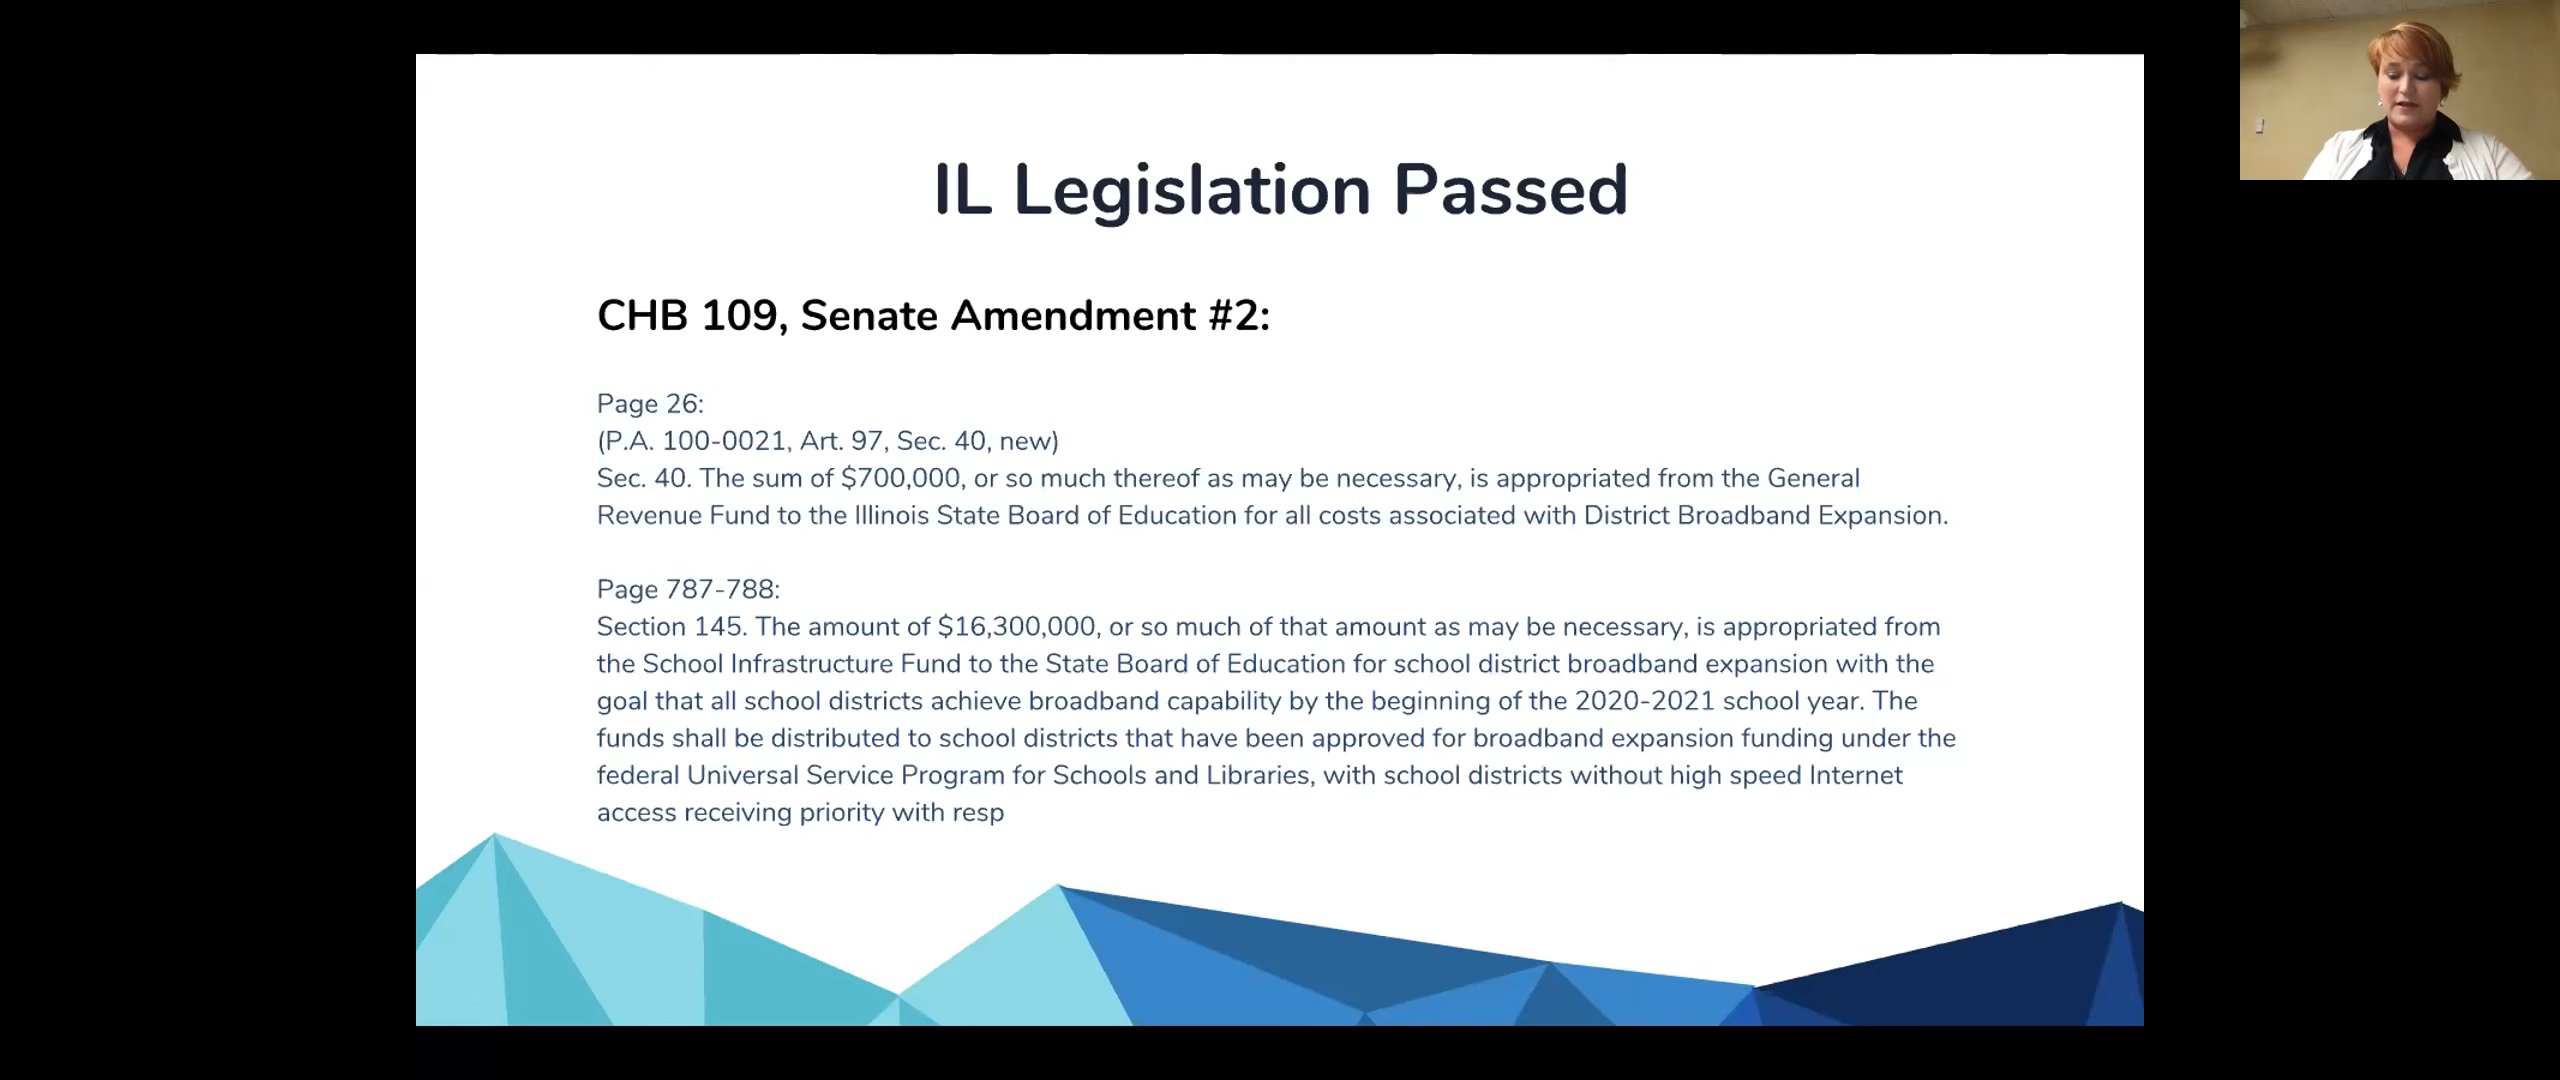 IL Legislation Passed
CHB 109, Senate Amendment #2:
Page 26:
(P.A. 100-0021, Art. 97, Sec. 40, new)
Sec. 40. The sum of $700,000, or so much thereof as may be necessary, is appropriated from the General
Revenue Fund to the Illinois State Board of Education for all costs associated with District Broadband Expansion.
Page 787-788:
Section 145. The amount of $16,300,000, or so much of that amount as may be necessary, is appropriated from
the School Infrastructure Fund to the State Board of Education for school district broadband expansion with the
goal that all school districts achieve broadband capability by the beginning of the 2020-2021 school year. The
funds shall be distributed to school districts that have been approved for broadband expansion funding under the
federal Universal Service Program for Schools and Libraries, with school districts without high speed Internet
access receiving priority with resp